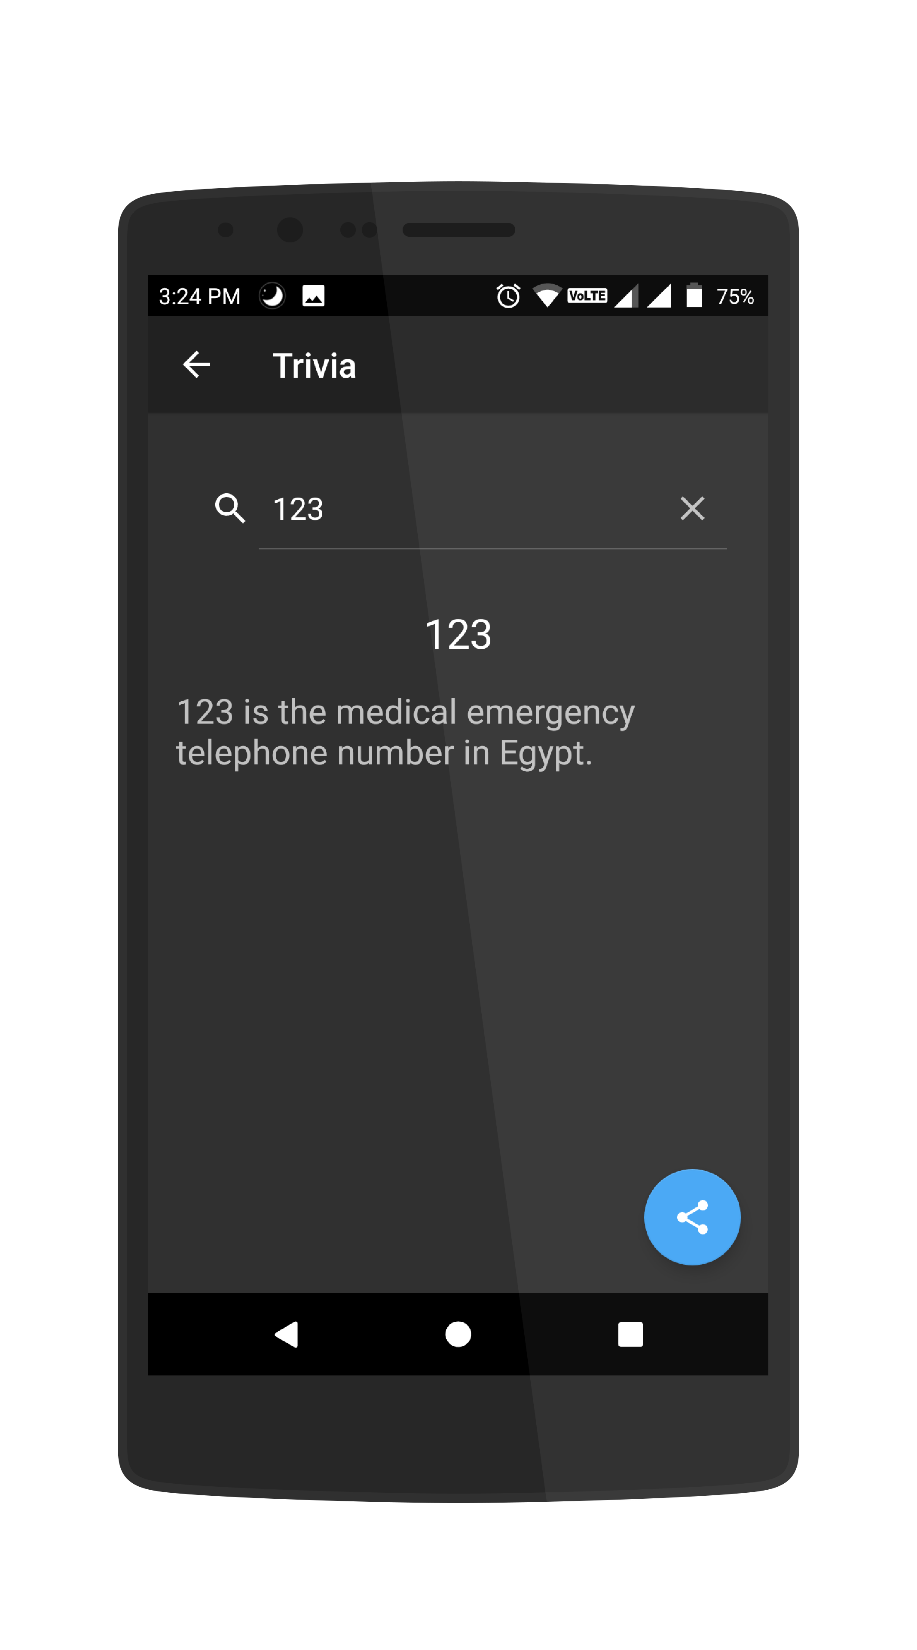 3:24 PM VoLTE 75%
Trivia
123
123
123 is the medical emergency
telephone number in Egypt.